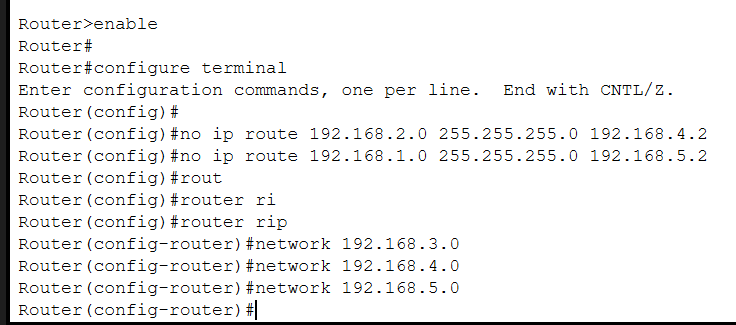 Router>enable
Router#
Router#configure terminal
Enter configuration commands, one per line.  End with CNTL/Z.
Router(config)#
Router(config)#no ip route 192.168.2.0 255.255.255.0 192.168.4.2
Router(config)#no ip route 192.168.1.0 255.255.255.0 192.168.5.2
Router(config)#rout
Router(config)#router ri
Router(config)#router rip
Router(config-router)#network 192.168.3.0
Router(config-router)#network 192.168.4.0
Router(config-router)#network 192.168.5.0
Router(config-router)#